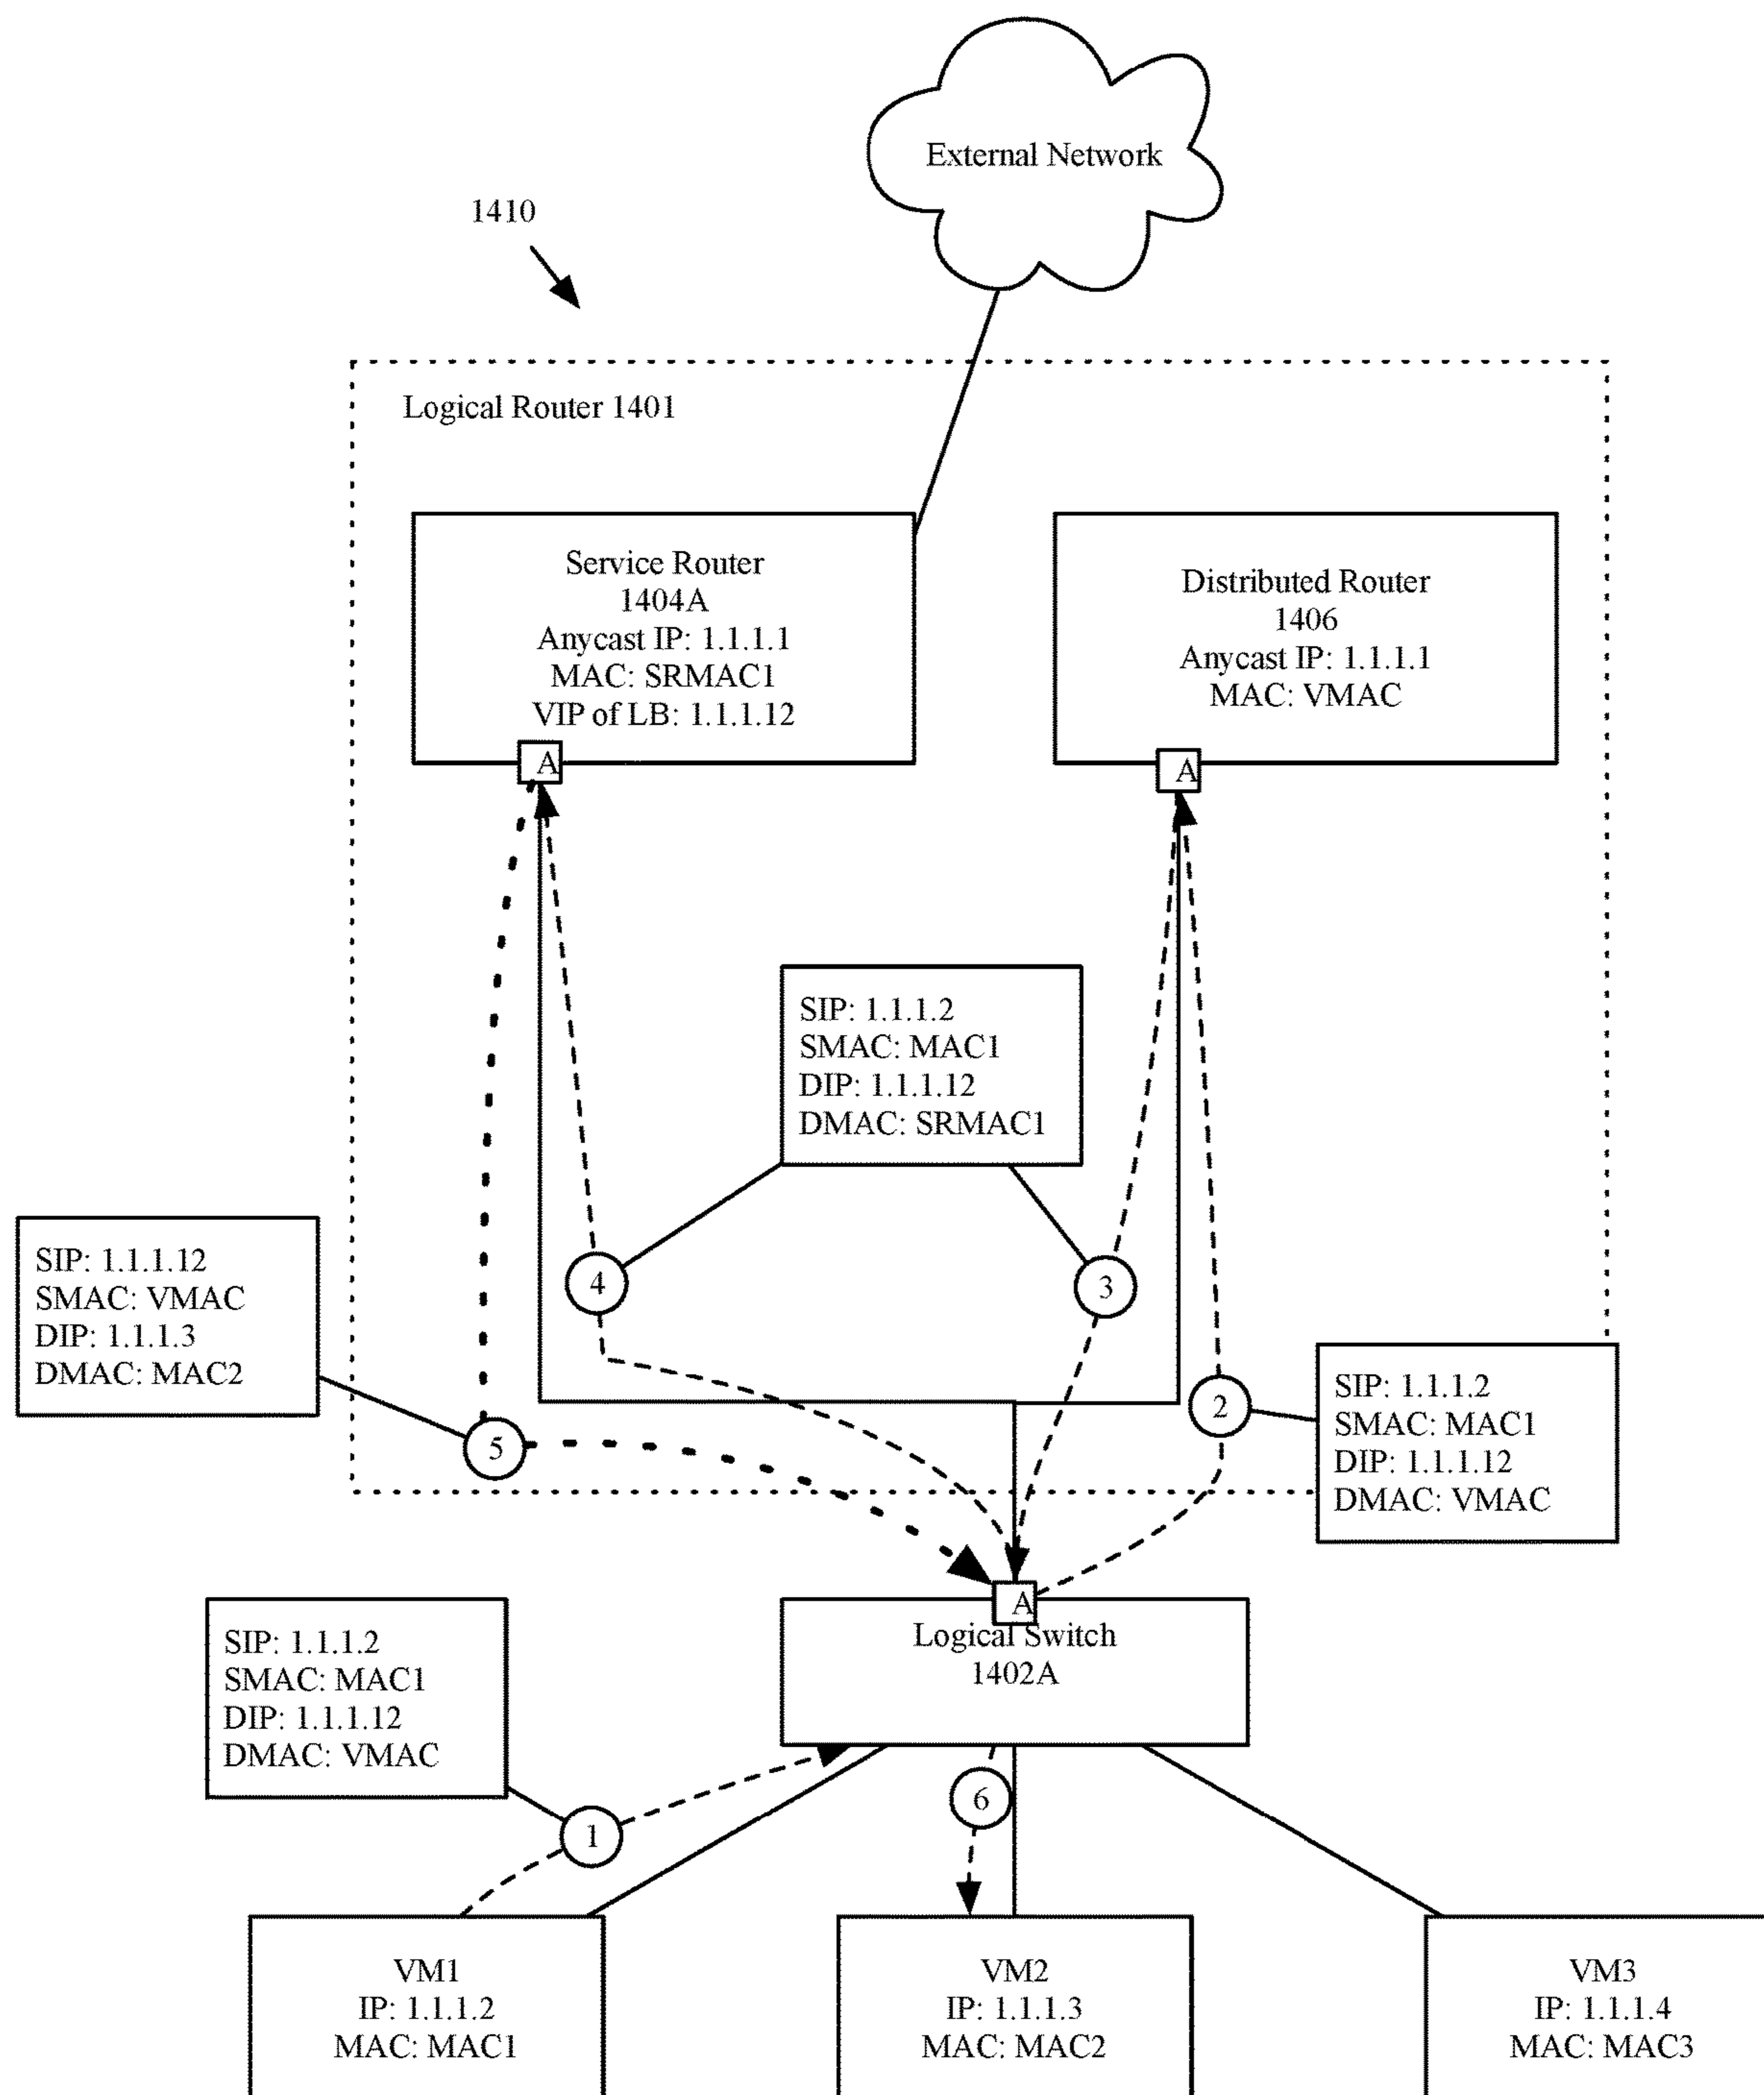 External Network
1410
Logical Router 1401
Service Router
1404A
Anycast IP: 1.1.1.1
MAC: SRMAC1
VIP of LB: 1.1.1.12
A
Distributed Router
1406
Anycast IP: 1.1.1.1
MAC: VMAC
A
SIP: 1.1.1.2
SMAC: MAC1
DIP: 1.1.1.12
DMAC: SRMAC1
4
3
SIP: 1.1.1.12
SMAC: VMAC
DIP: 1.1.1.3
DMAC: MAC2
5
2
SIP: 1.1.1.2
SMAC: MAC1
DIP: 1.1.1.12
DMAC: VMAC
A
Logical Switch
1402A
SIP: 1.1.1.2
SMAC: MAC1
DIP: 1.1.1.12
DMAC: VMAC
1
6
VM1
IP: 1.1.1.2
MAC: MAC1
VM2
IP: 1.1.1.3
MAC: MAC2
VM3
IP: 1.1.1.4
MAC: MAC3